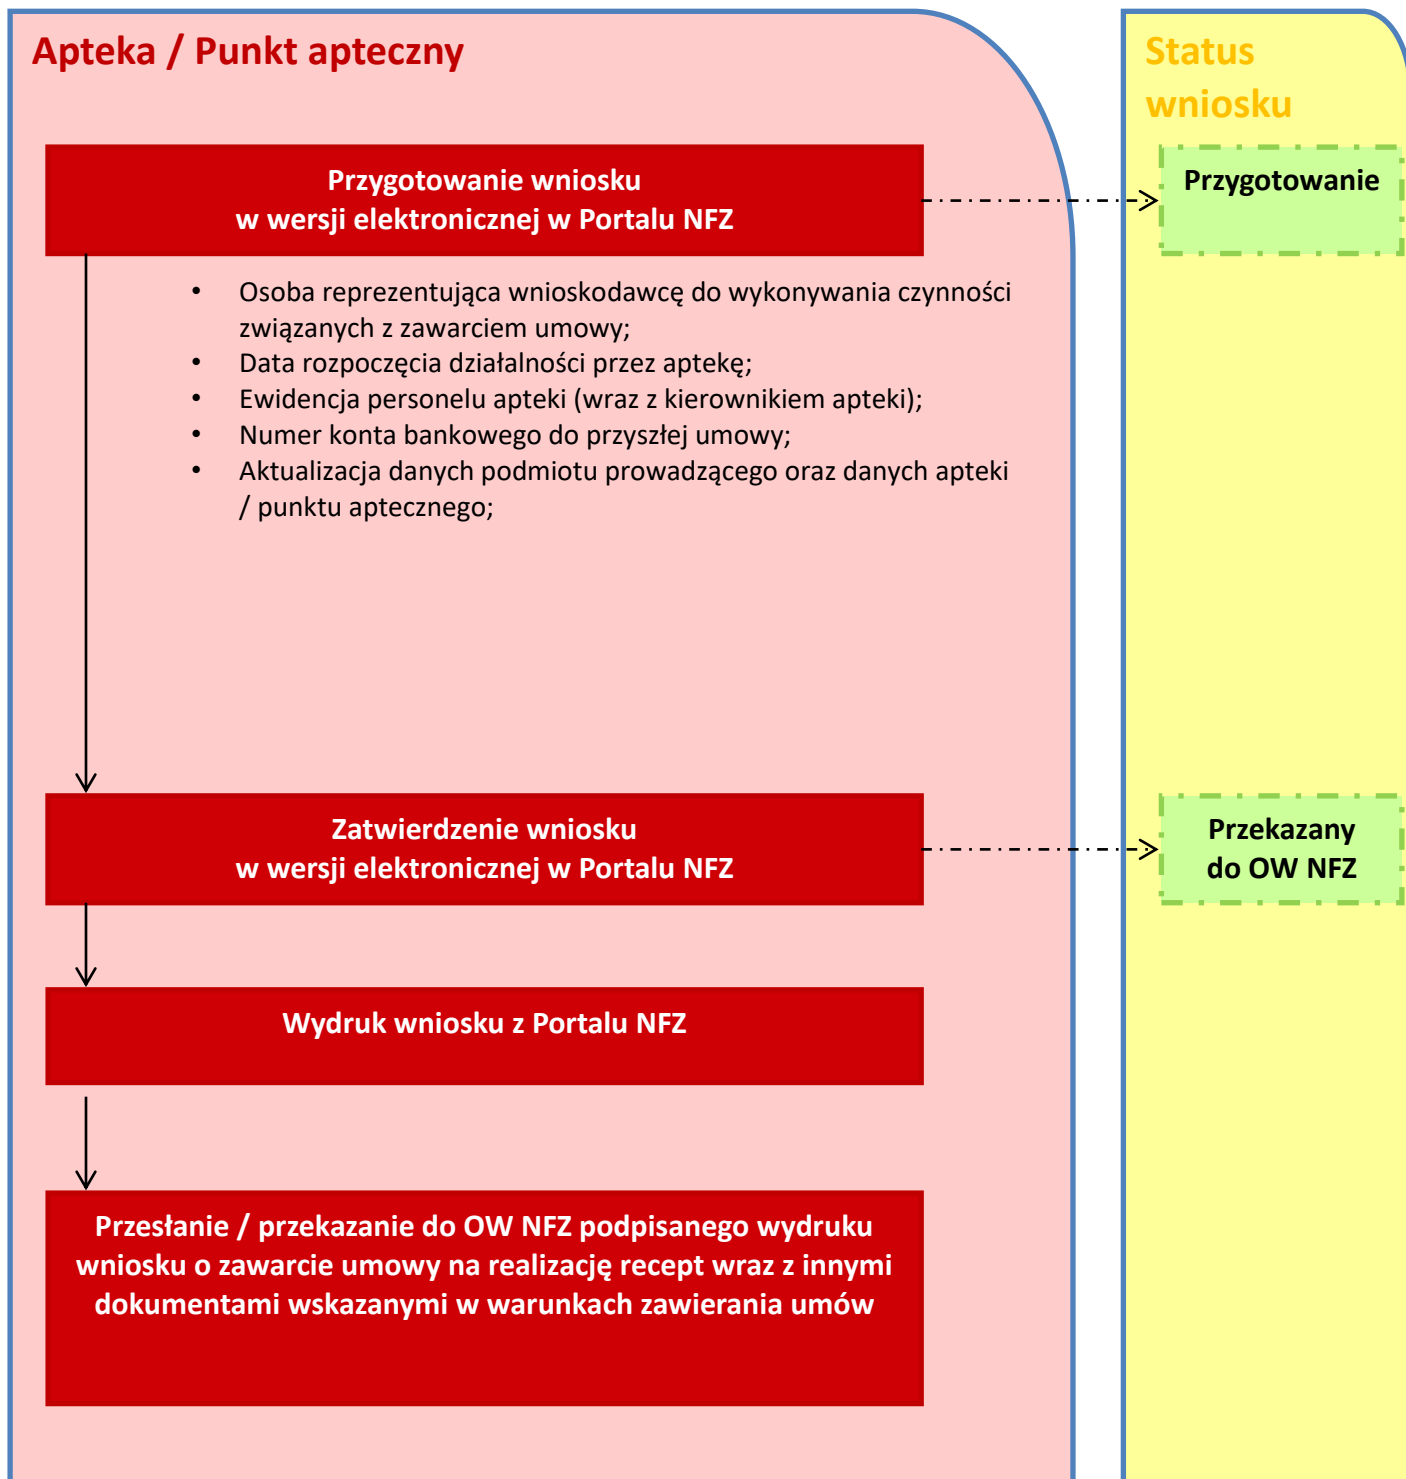 Apteka / Punkt apteczny
Status
wniosku
Przygotowanie wniosku
w wersji elektronicznej w Portalu NFZ
Przygotowanie
• Osoba reprezentująca wnioskodawcę do wykonywania czynności
związanych z zawarciem umowy;
• Data rozpoczęcia działalności przez aptekę;
• Ewidencja personelu apteki (wraz z kierownikiem apteki);
• Numer konta bankowego do przyszłej umowy;
• Aktualizacja danych podmiotu prowadzącego oraz danych apteki
/ punktu aptecznego;
Zatwierdzenie wniosku
w wersji elektronicznej w Portalu NFZ
Przekazany
do OW NFZ
Wydruk wniosku z Portalu NFZ
Przesłanie / przekazanie do OW NFZ podpisanego wydruku
wniosku o zawarcie umowy na realizację recept wraz z innymi
dokumentami wskazanymi w warunkach zawierania umów